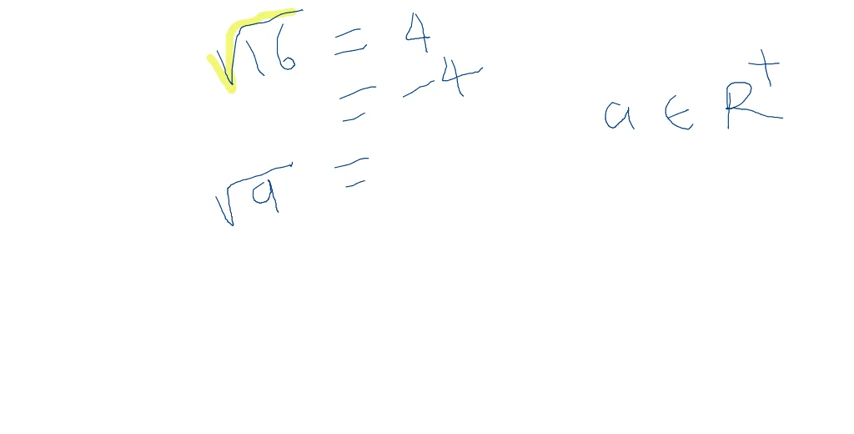 √16 = 4
= -4
a ∈ R⁺
√a =